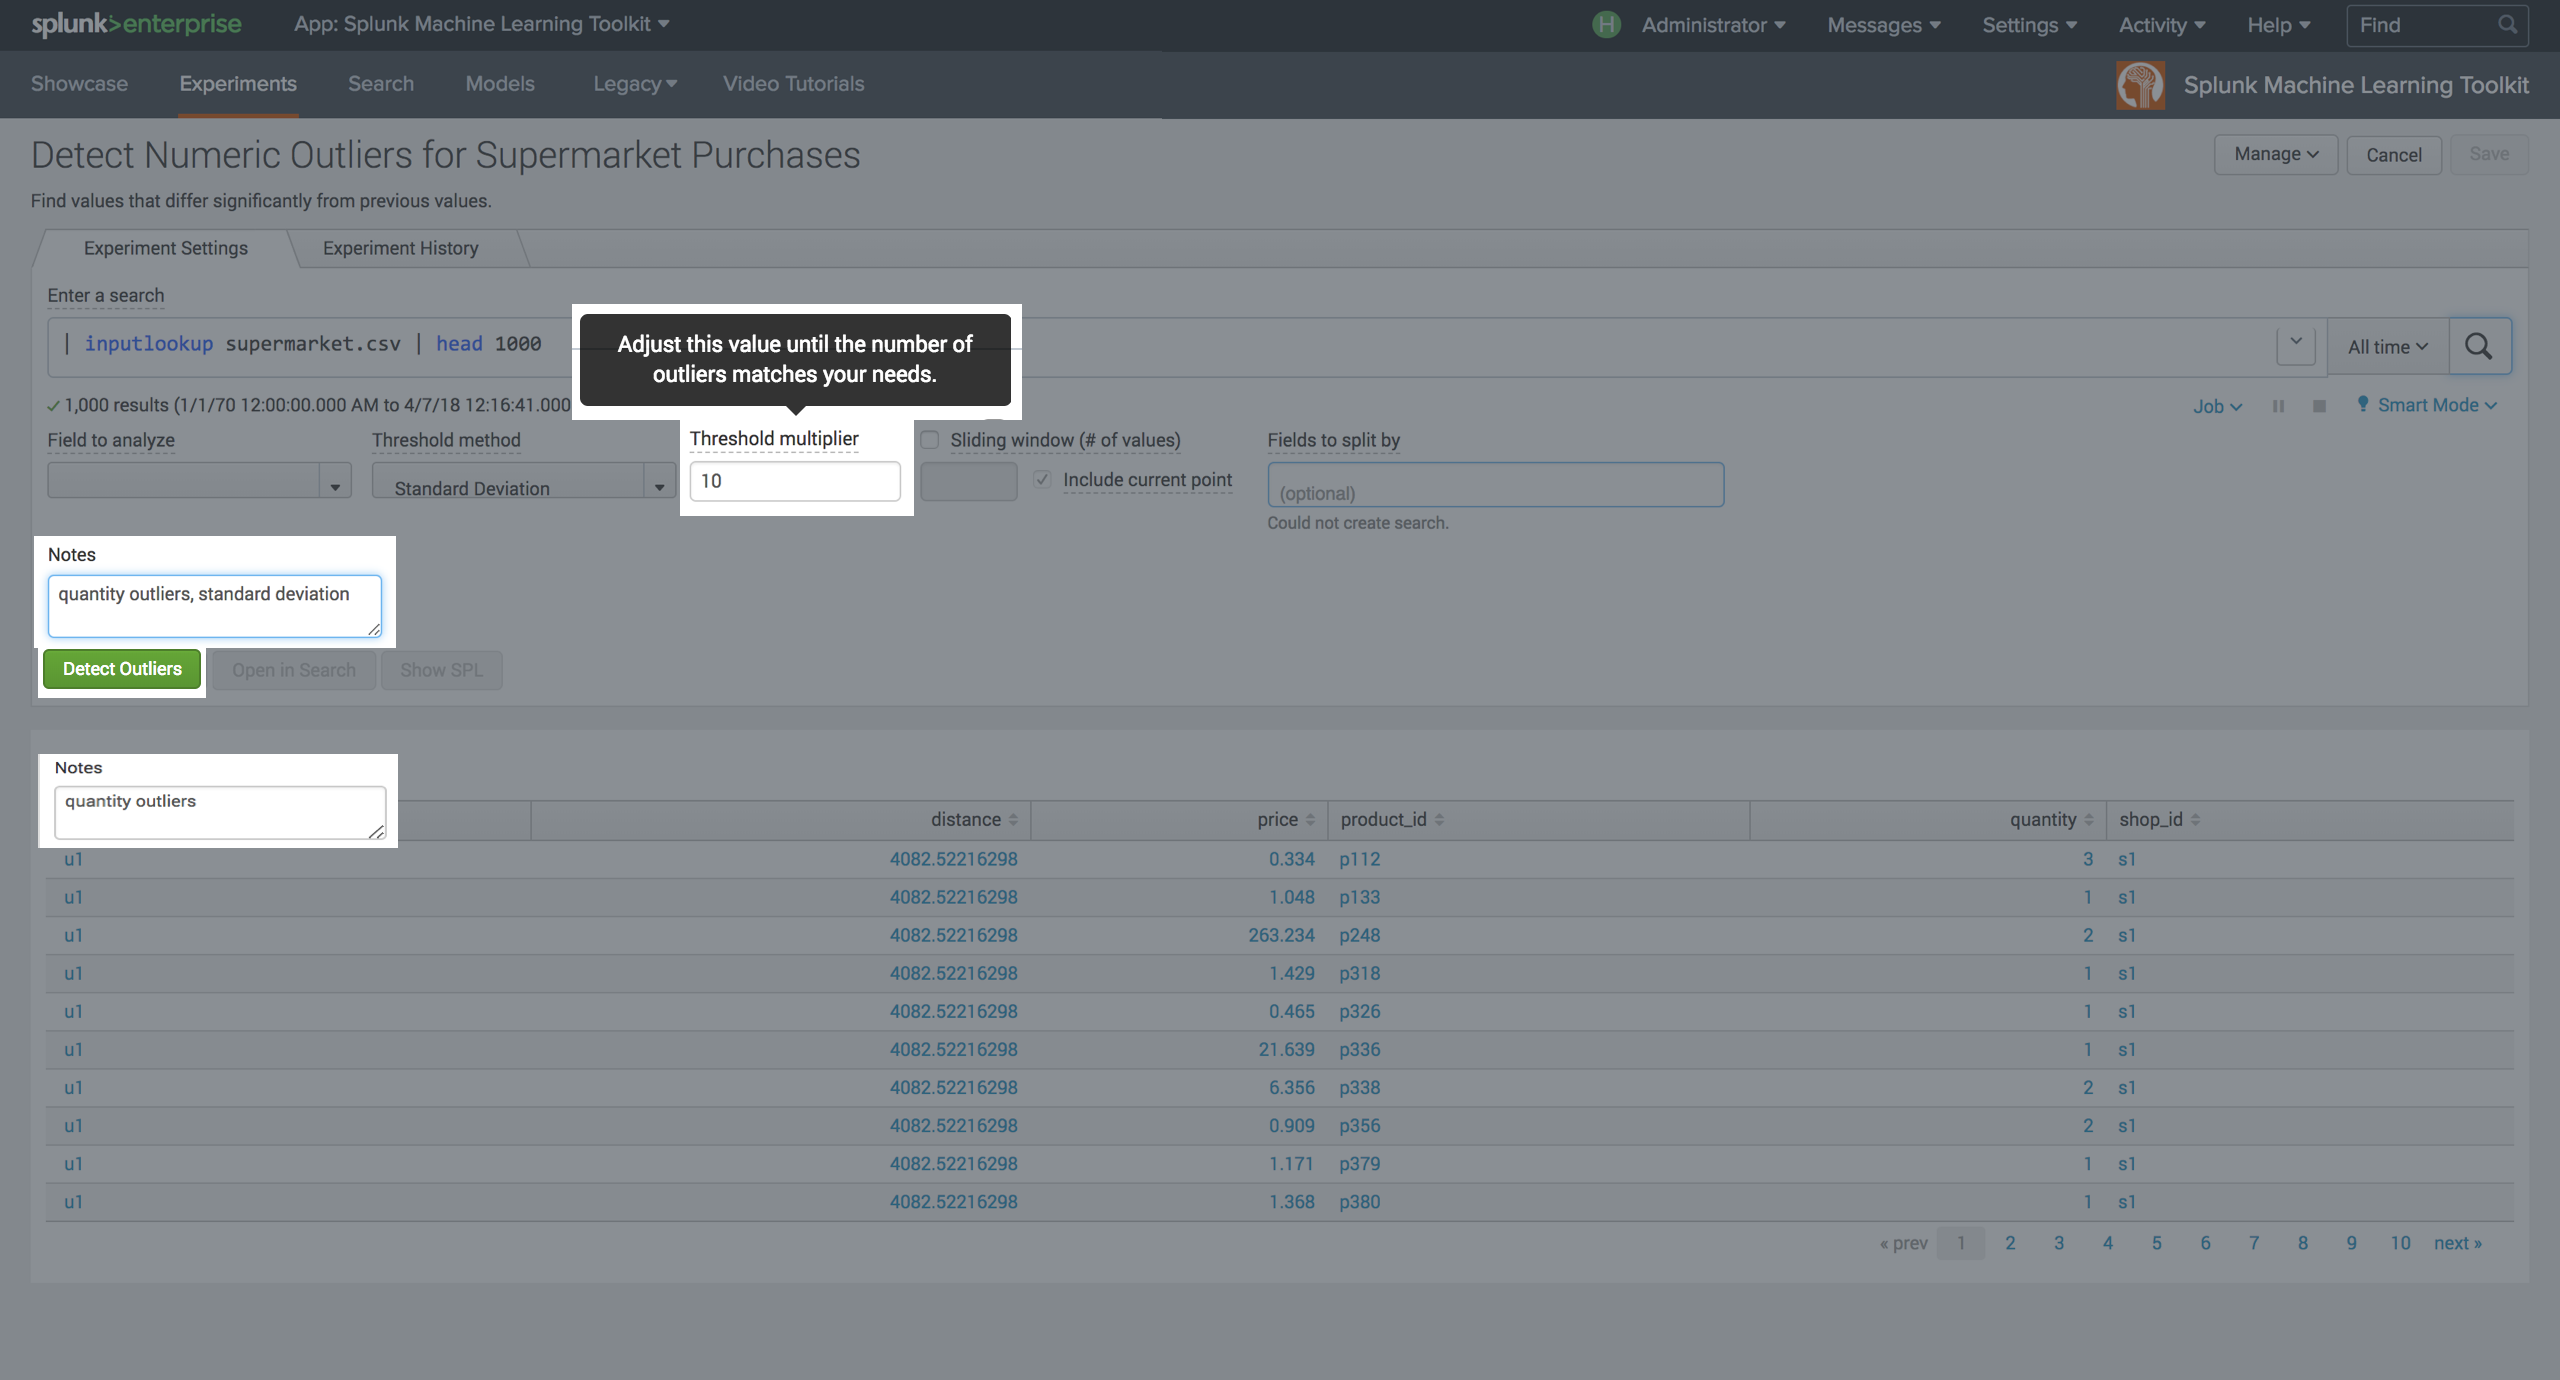 splunk>enterprise App: Splunk Machine Learning Toolkit H Administrator Messages Settings Activity Help Find
Showcase Experiments Search Models Legacy Video Tutorials Splunk Machine Learning Toolkit
Detect Numeric Outliers for Supermarket Purchases Manage Cancel Save
Find values that differ significantly from previous values.
Experiment Settings Experiment History
Enter a search
| inputlookup supermarket.csv | head 1000 All time
Adjust this value until the number of
outliers matches your needs.
1,000 results (1/1/70 12:00:00.000 AM to 4/7/18 12:16:41.000 Job Smart Mode
Field to analyze Threshold method Threshold multiplier Sliding window (# of values) Fields to split by
Standard Deviation 10 Include current point (optional)
Could not create search.
Notes
quantity outliers, standard deviation
Detect Outliers Open in Search Show SPL
Notes
quantity outliers
distance price product_id quantity shop_id
u1 4082.52216298 0.334 p112 3 s1
u1 4082.52216298 1.048 p133 1 s1
u1 4082.52216298 263.234 p248 2 s1
u1 4082.52216298 1.429 p318 1 s1
u1 4082.52216298 0.465 p326 1 s1
u1 4082.52216298 21.639 p336 1 s1
u1 4082.52216298 6.356 p338 2 s1
u1 4082.52216298 0.909 p356 2 s1
u1 4082.52216298 1.171 p379 1 s1
u1 4082.52216298 1.368 p380 1 s1
« prev 1 2 3 4 5 6 7 8 9 10 next »